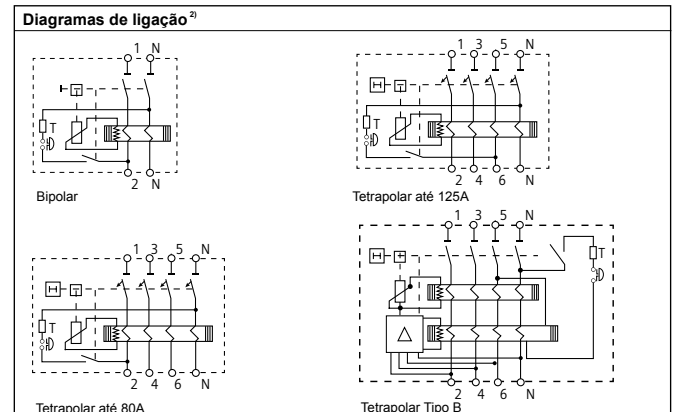 Diagramas de ligação 2)
1 N
T
2 N
Bipolar
1 3 5 N
T
2 4 6 N
Tetrapolar até 125A
1 3 5 N
T
2 4 6 N
Tetrapolar até 80A
1 3 5 N
T
2 4 6 N
Tetrapolar Tipo B